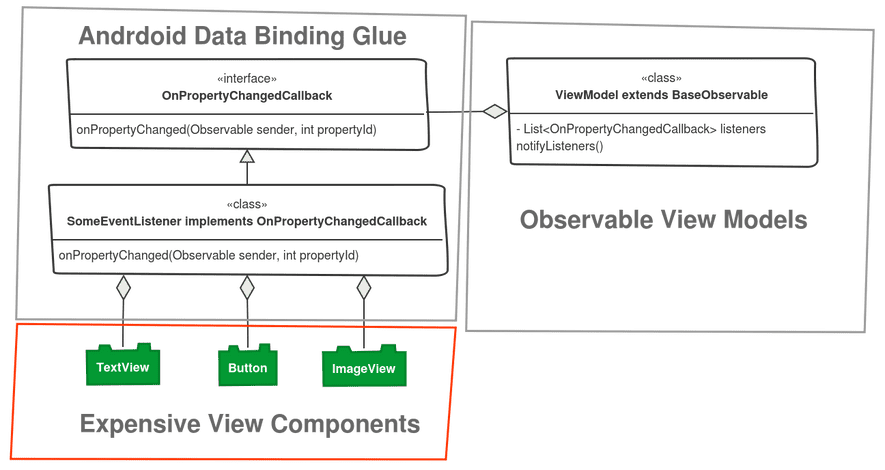 Andrdoid Data Binding Glue
«interface»
OnPropertyChangedCallback
onPropertyChanged(Observable sender, int propertyId)
«class»
SomeEventListener implements OnPropertyChangedCallback
onPropertyChanged(Observable sender, int propertyId)
«class»
ViewModel extends BaseObservable
- List<OnPropertyChangedCallback> listeners
notifyListeners()
Observable View Models
TextView
Button
ImageView
Expensive View Components